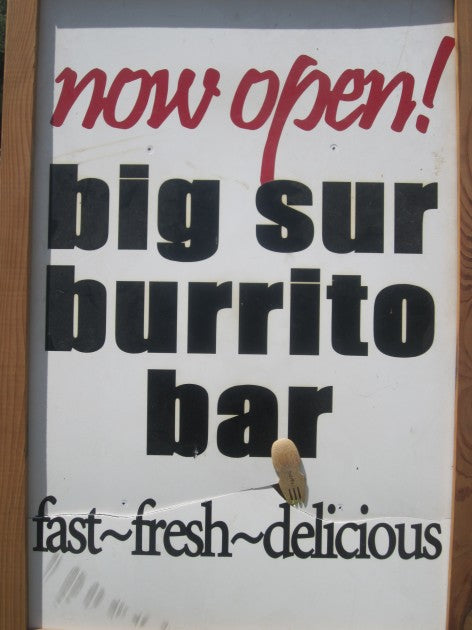 now open!
big sur
burrito
bar
fast~fresh~delicious